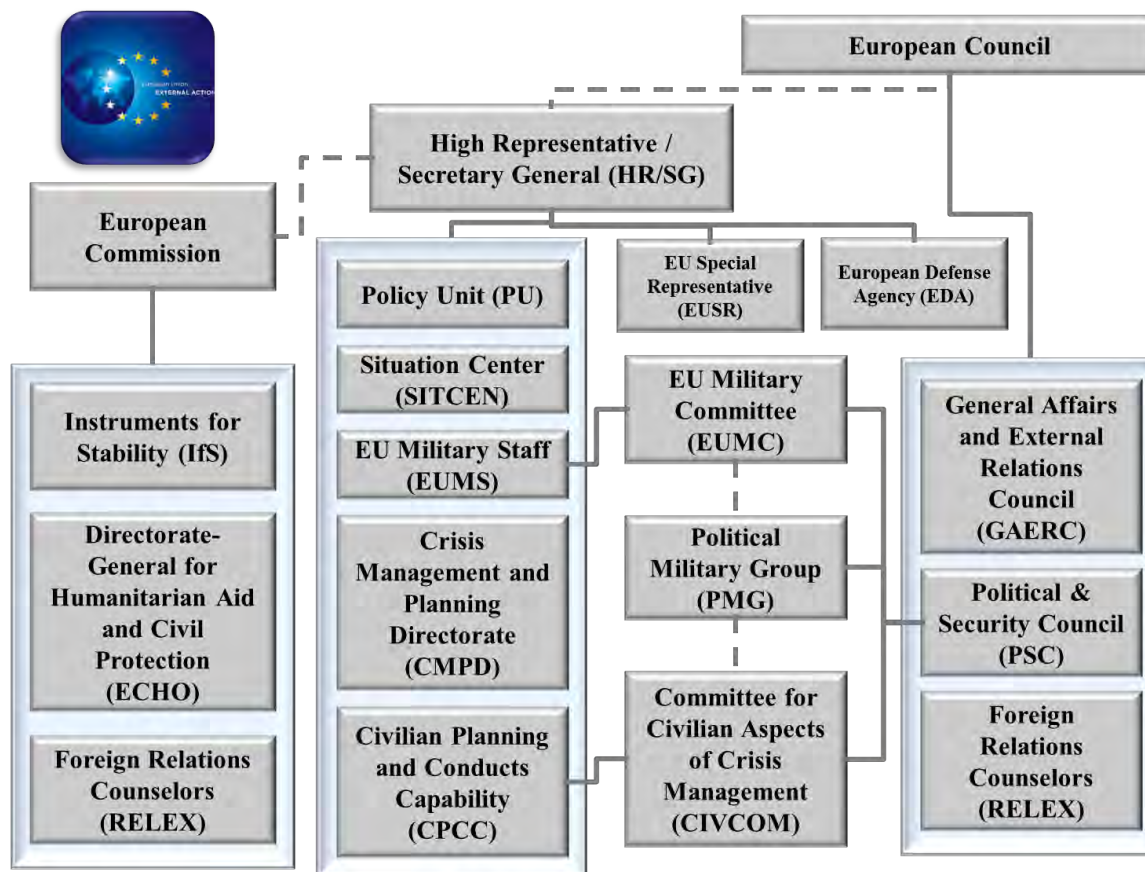 European Union
EXTERNAL ACTION
European Council
High Representative /
Secretary General (HR/SG)
European
Commission
Policy Unit (PU)
EU Special
Representative
(EUSR)
European Defense
Agency (EDA)
Situation Center
(SITCEN)
EU Military
Committee
(EUMC)
General Affairs
and External
Relations
Council
(GAERC)
Instruments for
Stability (IfS)
EU Military Staff
(EUMS)
Directorate-
General for
Humanitarian Aid
and Civil
Protection
(ECHO)
Crisis
Management and
Planning
Directorate
(CMPD)
Political
Military Group
(PMG)
Political &
Security Council
(PSC)
Foreign Relations
Counselors
(RELEX)
Civilian Planning
and Conducts
Capability
(CPCC)
Committee for
Civilian Aspects
of Crisis
Management
(CIVCOM)
Foreign
Relations
Counselors
(RELEX)